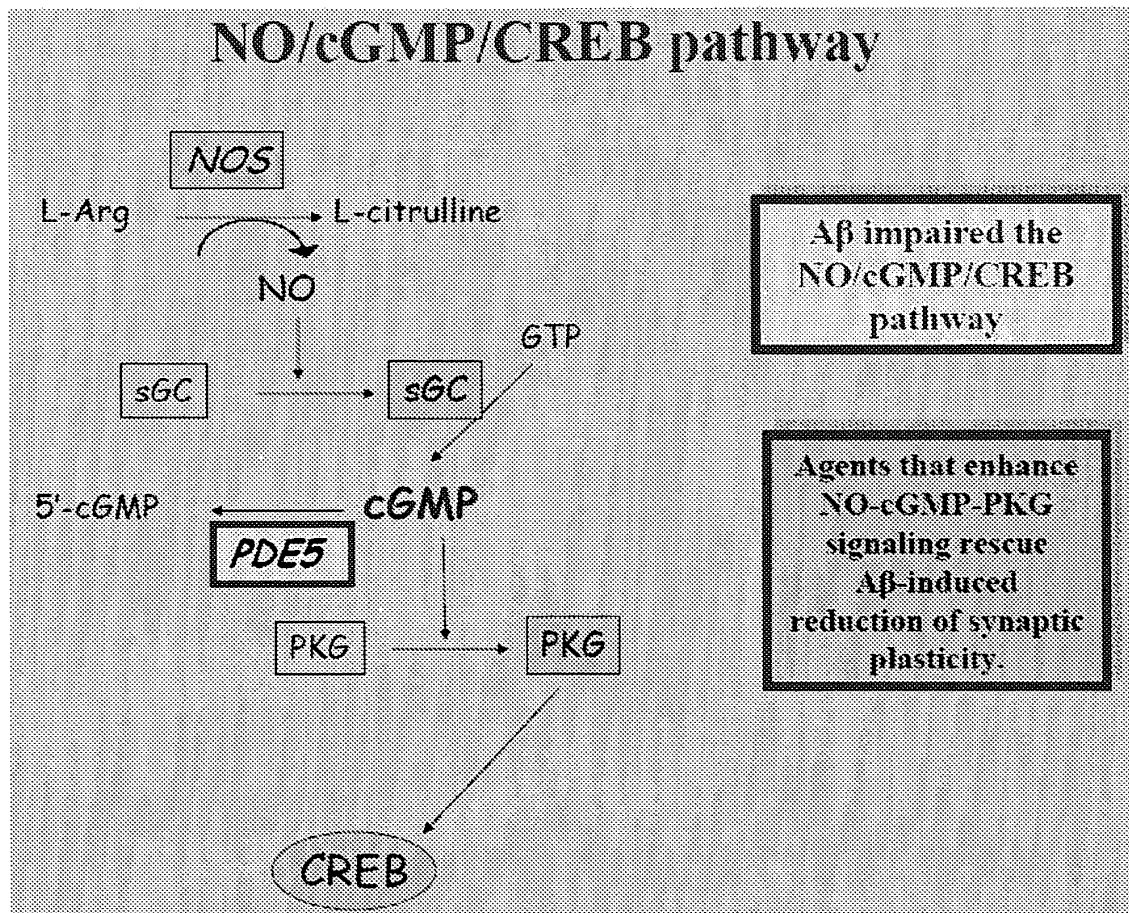 NO/cGMP/CREB pathway
NOS
L-Arg
L-citrulline
NO
GTP
sGC
sGC
5'-cGMP
cGMP
PDE5
PKG
PKG
CREB
Aβ impaired the
NO/cGMP/CREB
pathway
Agents that enhance
NO-cGMP-PKG
signaling rescue
Aβ-induced
reduction of synaptic
plasticity.